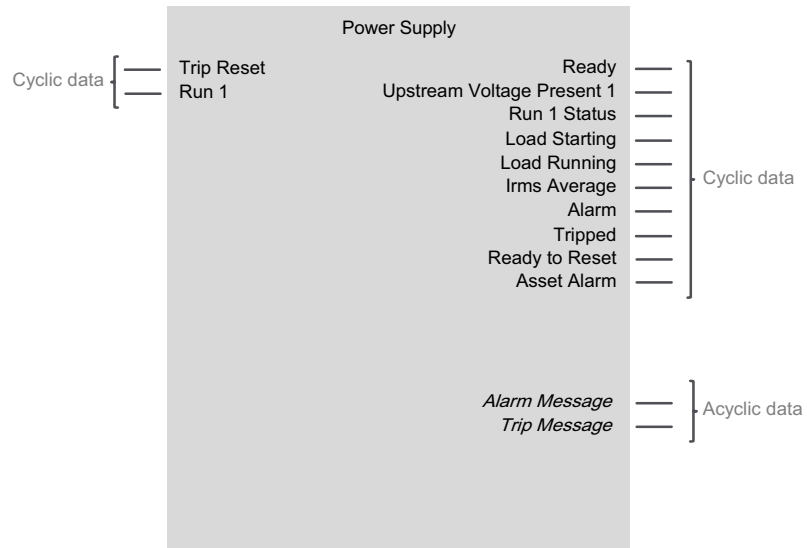 Power Supply
Cyclic data
Trip Reset
Run 1
Ready
Upstream Voltage Present 1
Run 1 Status
Load Starting
Load Running
Irms Average
Alarm
Tripped
Ready to Reset
Asset Alarm
Cyclic data
Alarm Message
Trip Message
Acyclic data